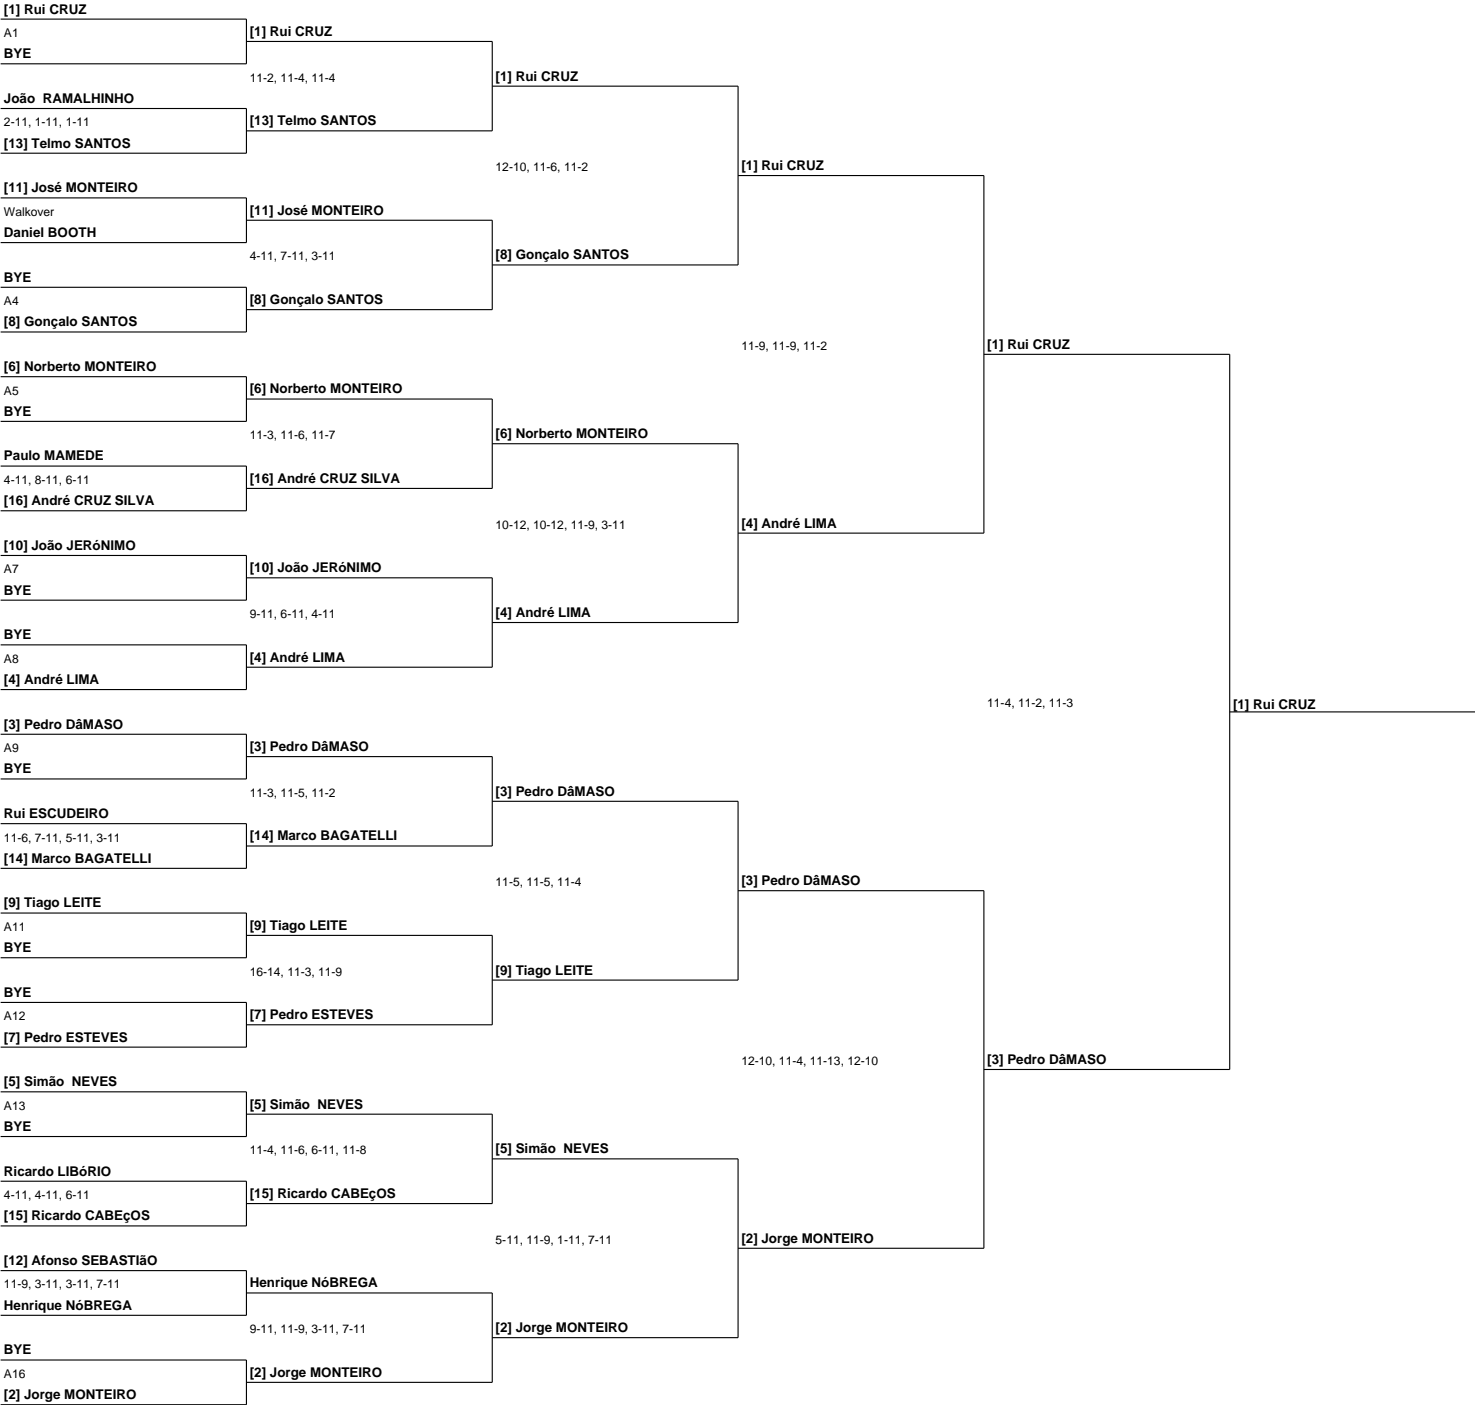 [1] Rui CRUZ
A1
BYE
João  RAMALHINHO
2-11, 1-11, 1-11
[13] Telmo SANTOS
[11] José MONTEIRO
Walkover
Daniel BOOTH
BYE
A4
[8] Gonçalo SANTOS
[6] Norberto MONTEIRO
A5
BYE
Paulo MAMEDE
4-11, 8-11, 6-11
[16] André CRUZ SILVA
[10] João JERóNIMO
A7
BYE
BYE
A8
[4] André LIMA
[3] Pedro DâMASO
A9
BYE
Rui ESCUDEIRO
11-6, 7-11, 5-11, 3-11
[14] Marco BAGATELLI
[9] Tiago LEITE
A11
BYE
BYE
A12
[7] Pedro ESTEVES
[5] Simão  NEVES
A13
BYE
Ricardo LIBóRIO
4-11, 4-11, 6-11
[15] Ricardo CABEçOS
[12] Afonso SEBASTIãO
11-9, 3-11, 3-11, 7-11
Henrique NóBREGA
BYE
A16
[2] Jorge MONTEIRO
[1] Rui CRUZ
11-2, 11-4, 11-4
[13] Telmo SANTOS
[11] José MONTEIRO
4-11, 7-11, 3-11
[8] Gonçalo SANTOS
[6] Norberto MONTEIRO
11-3, 11-6, 11-7
[16] André CRUZ SILVA
[10] João JERóNIMO
9-11, 6-11, 4-11
[4] André LIMA
[3] Pedro DâMASO
11-3, 11-5, 11-2
[14] Marco BAGATELLI
[9] Tiago LEITE
16-14, 11-3, 11-9
[7] Pedro ESTEVES
[5] Simão  NEVES
11-4, 11-6, 6-11, 11-8
[15] Ricardo CABEçOS
Henrique NóBREGA
9-11, 11-9, 3-11, 7-11
[2] Jorge MONTEIRO
[1] Rui CRUZ
12-10, 11-6, 11-2
[8] Gonçalo SANTOS
[6] Norberto MONTEIRO
10-12, 10-12, 11-9, 3-11
[4] André LIMA
[3] Pedro DâMASO
11-5, 11-5, 11-4
[9] Tiago LEITE
[5] Simão  NEVES
5-11, 11-9, 1-11, 7-11
[2] Jorge MONTEIRO
[1] Rui CRUZ
11-9, 11-9, 11-2
[4] André LIMA
[3] Pedro DâMASO
12-10, 11-4, 11-13, 12-10
[2] Jorge MONTEIRO
[1] Rui CRUZ
11-4, 11-2, 11-3
[3] Pedro DâMASO
[1] Rui CRUZ